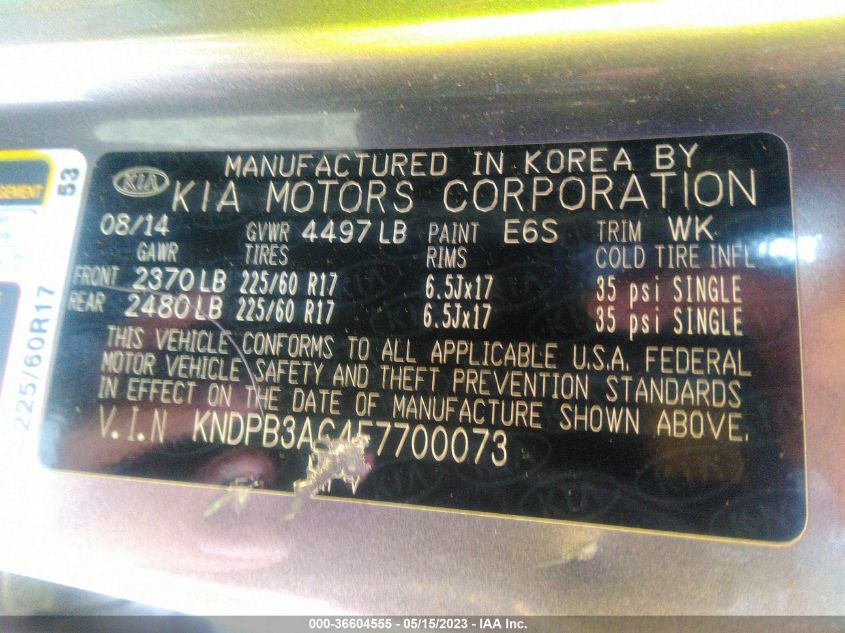 MANUFACTURED IN KOREA BY
KIA KIA MOTORS CORPORATION
08/14 GVWR 4497 LB PAINT E6S TRIM WK
GAWR TIRES RIMS COLD TIRE INFL
FRONT 2370 LB 225/60 R17 6.5Jx17 35 psi SINGLE
REAR 2480 LB 225/60 R17 6.5Jx17 35 psi SINGLE
THIS VEHICLE CONFORMS TO ALL APPLICABLE U.S.A. FEDERAL
MOTOR VEHICLE SAFETY AND THEFT PREVENTION STANDARDS
IN EFFECT ON THE DATE OF MANUFACTURE SHOWN ABOVE.
V.I.N KNDPB3AC4F7700073
53
225/60R17
000-36604555 - 05/15/2023 - IAA Inc.